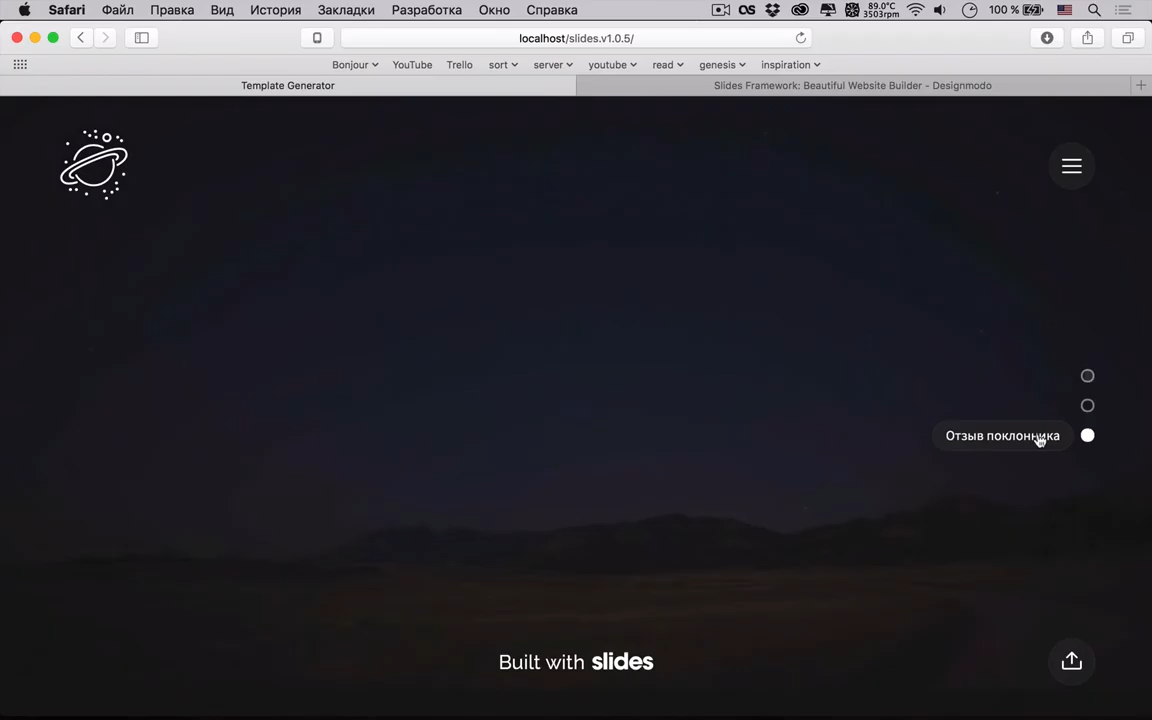 Safari Файл Правка Вид История Закладки Разработка Окно Справка 89.0°C 3503rpm 100 %
localhost/slides.v1.0.5/
Bonjour YouTube Trello sort server youtube read genesis inspiration
Template Generator Slides Framework: Beautiful Website Builder - Designmodo
Отзыв поклонника
Built with slides